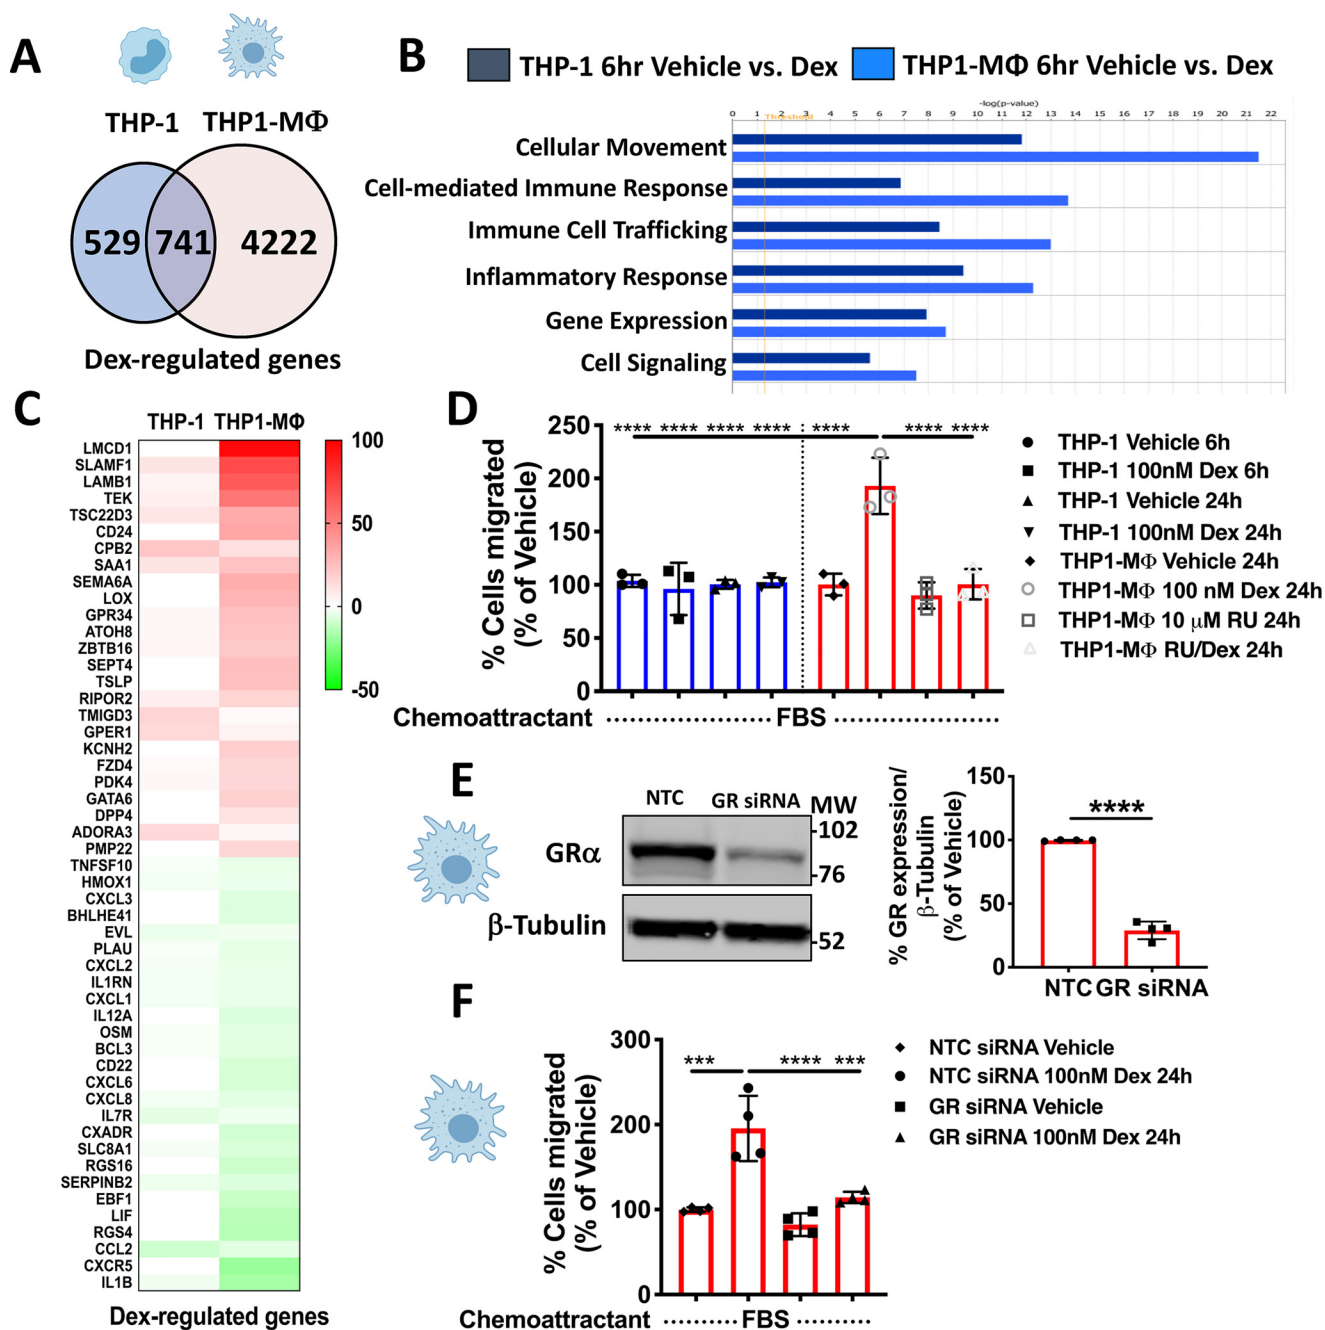 A
THP-1
THP1-MΦ
529
741
4222
Dex-regulated genes
B
THP-1 6hr Vehicle vs. Dex
THP1-MΦ 6hr Vehicle vs. Dex
-log(p-value)
0 1 2 3 4 5 6 7 8 9 10 11 12 13 14 15 16 17 18 19 20 21 22
Threshold
Cellular Movement
Cell-mediated Immune Response
Immune Cell Trafficking
Inflammatory Response
Gene Expression
Cell Signaling
C
THP-1 THP1-MΦ
LMCD1
SLAMF1
LAMB1
TEK
TSC22D3
CD24
CPB2
SAA1
SEMA6A
LOX
GPR34
ATOH8
ZBTB16
SEPT4
TSLP
RIPOR2
TMIGD3
GPER1
KCNH2
FZD4
PDK4
GATA6
DPP4
ADORA3
PMP22
TNFSF10
HMOX1
CXCL3
BHLHE41
EVL
PLAU
CXCL2
IL1RN
CXCL1
IL12A
OSM
BCL3
CD22
CXCL6
CXCL8
IL7R
CXADR
SLC8A1
RGS16
SERPINB2
EBF1
LIF
RGS4
CCL2
CXCR5
IL1B
Dex-regulated genes
100
50
0
-50
D
% Cells migrated
(% of Vehicle)
250
200
150
100
50
0
**** **** **** **** **** **** ****
Chemoattractant FBS
THP-1 Vehicle 6h
THP-1 100nM Dex 6h
THP-1 Vehicle 24h
THP-1 100nM Dex 24h
THP1-MΦ Vehicle 24h
THP1-MΦ 100 nM Dex 24h
THP1-MΦ 10 μM RU 24h
THP1-MΦ RU/Dex 24h
E
NTC GR siRNA MW
GRα
-102
-76
β-Tubulin
-52
% GR expression/
β-Tubulin
(% of Vehicle)
150
100
50
0
****
NTC GR siRNA
F
% Cells migrated
(% of Vehicle)
300
200
100
0
*** **** ***
Chemoattractant FBS
NTC siRNA Vehicle
NTC siRNA 100nM Dex 24h
GR siRNA Vehicle
GR siRNA 100nM Dex 24h